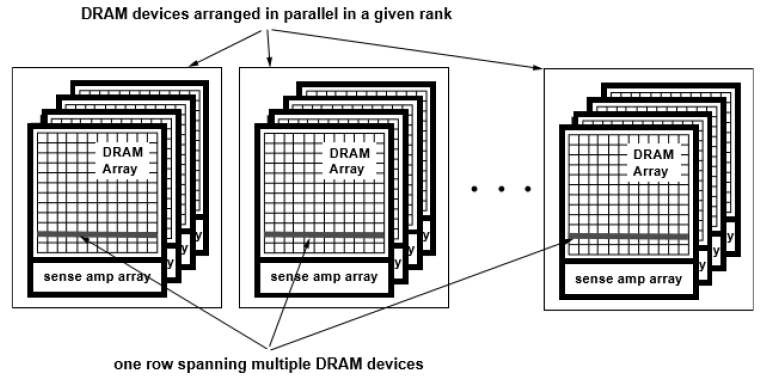 DRAM devices arranged in parallel in a given rank
DRAM
Array
DRAM
Array
DRAM
Array
y
y
y
y
y
y
y
y
y
sense amp array
sense amp array
sense amp array
one row spanning multiple DRAM devices